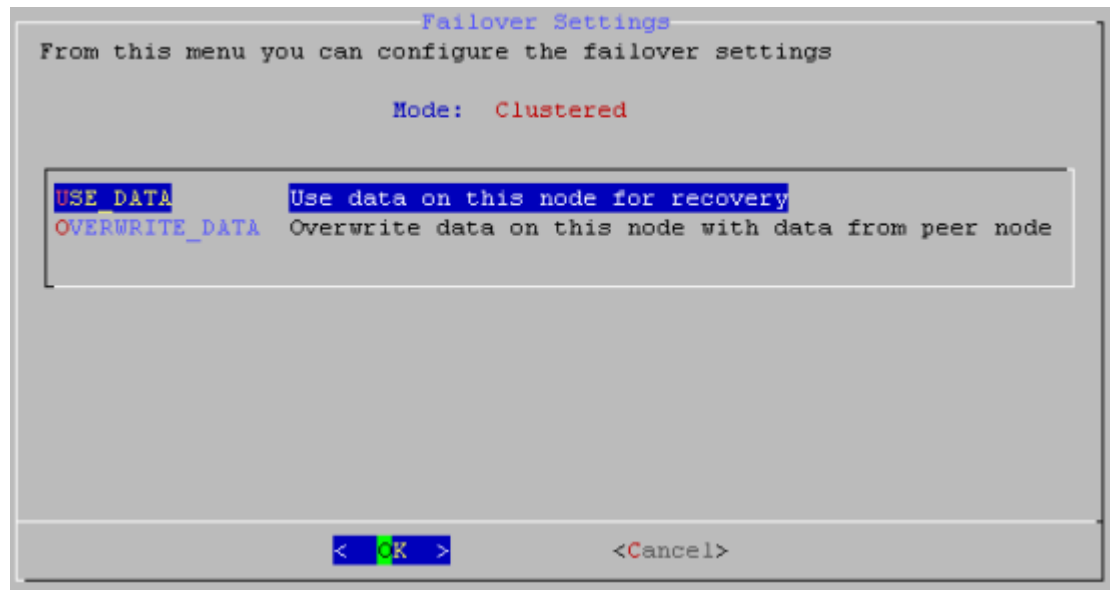 Failover Settings
From this menu you can configure the failover settings
Mode: Clustered
USE_DATA Use data on this node for recovery
OVERWRITE_DATA Overwrite data on this node with data from peer node
< OK > <Cancel>